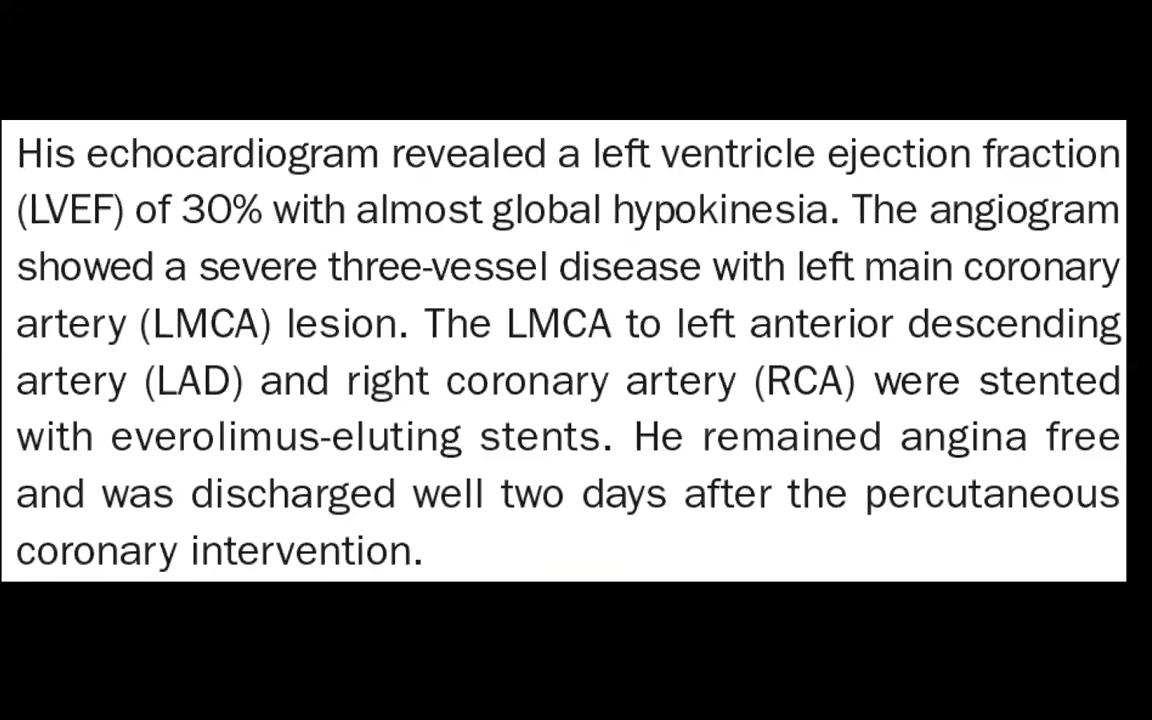 His echocardiogram revealed a left ventricle ejection fraction
(LVEF) of 30% with almost global hypokinesia. The angiogram
showed a severe three-vessel disease with left main coronary
artery (LMCA) lesion. The LMCA to left anterior descending
artery (LAD) and right coronary artery (RCA) were stented
with everolimus-eluting stents. He remained angina free
and was discharged well two days after the percutaneous
coronary intervention.